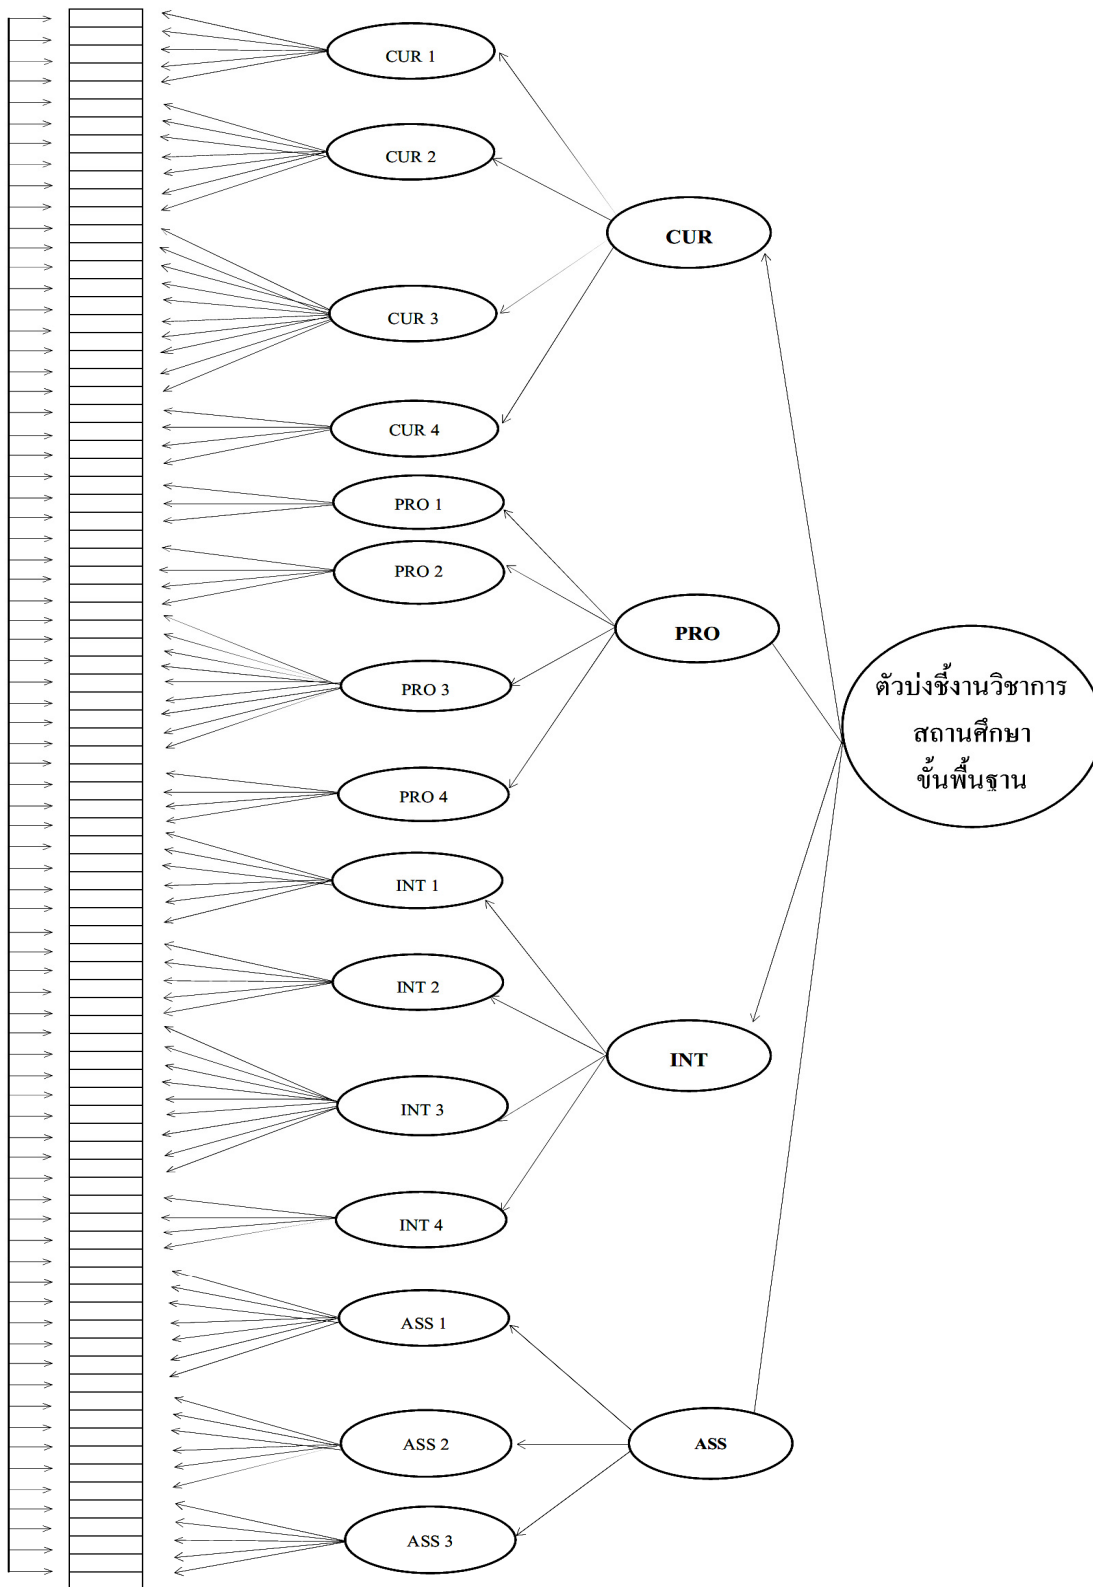 CUR 1
CUR 2
CUR
CUR 3
CUR 4
PRO 1
PRO 2
PRO
PRO 3
ตัวบ่งชี้งานวิชาการ
สถานศึกษา
ขั้นพื้นฐาน
PRO 4
INT 1
INT 2
INT
INT 3
INT 4
ASS 1
ASS 2
ASS
ASS 3